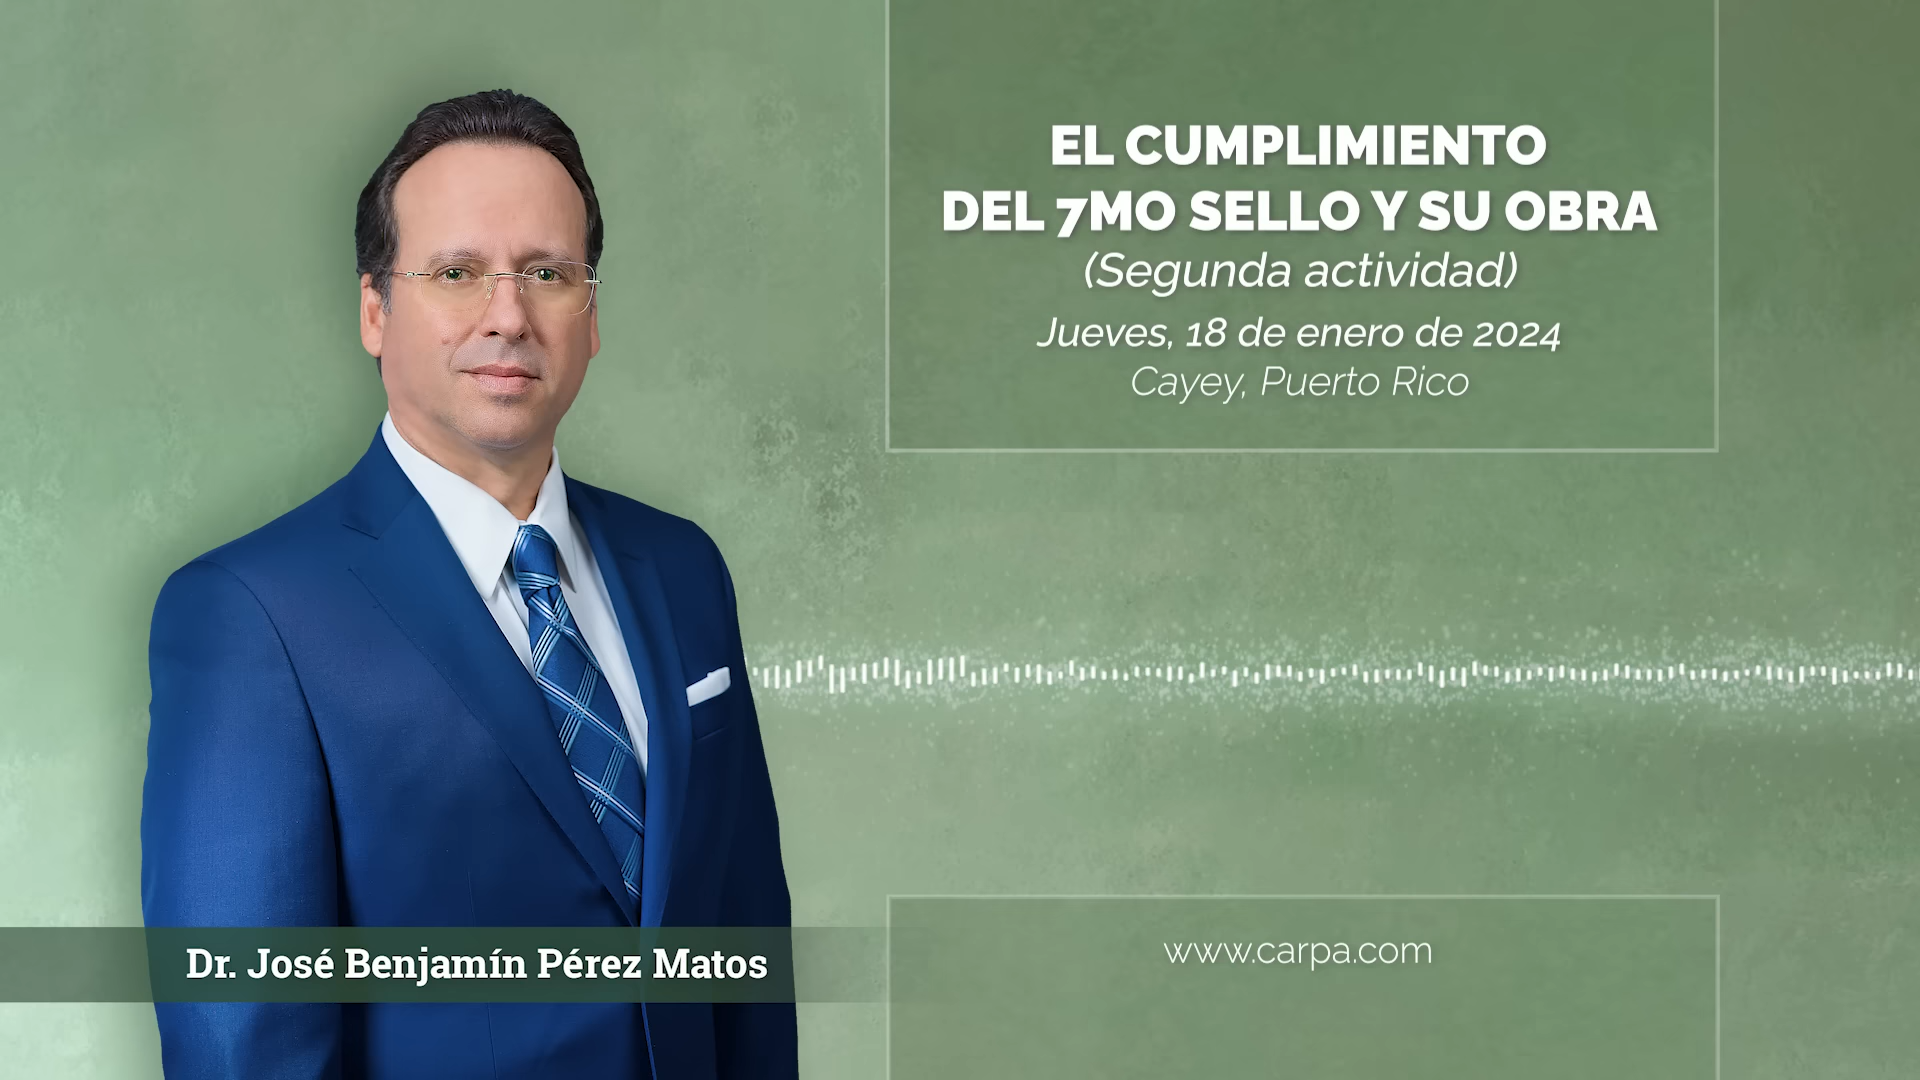 EL CUMPLIMIENTO
DEL 7MO SELLO Y SU OBRA
(Segunda actividad)
Jueves, 18 de enero de 2024
Cayey, Puerto Rico
Dr. José Benjamín Pérez Matos
www.carpa.com